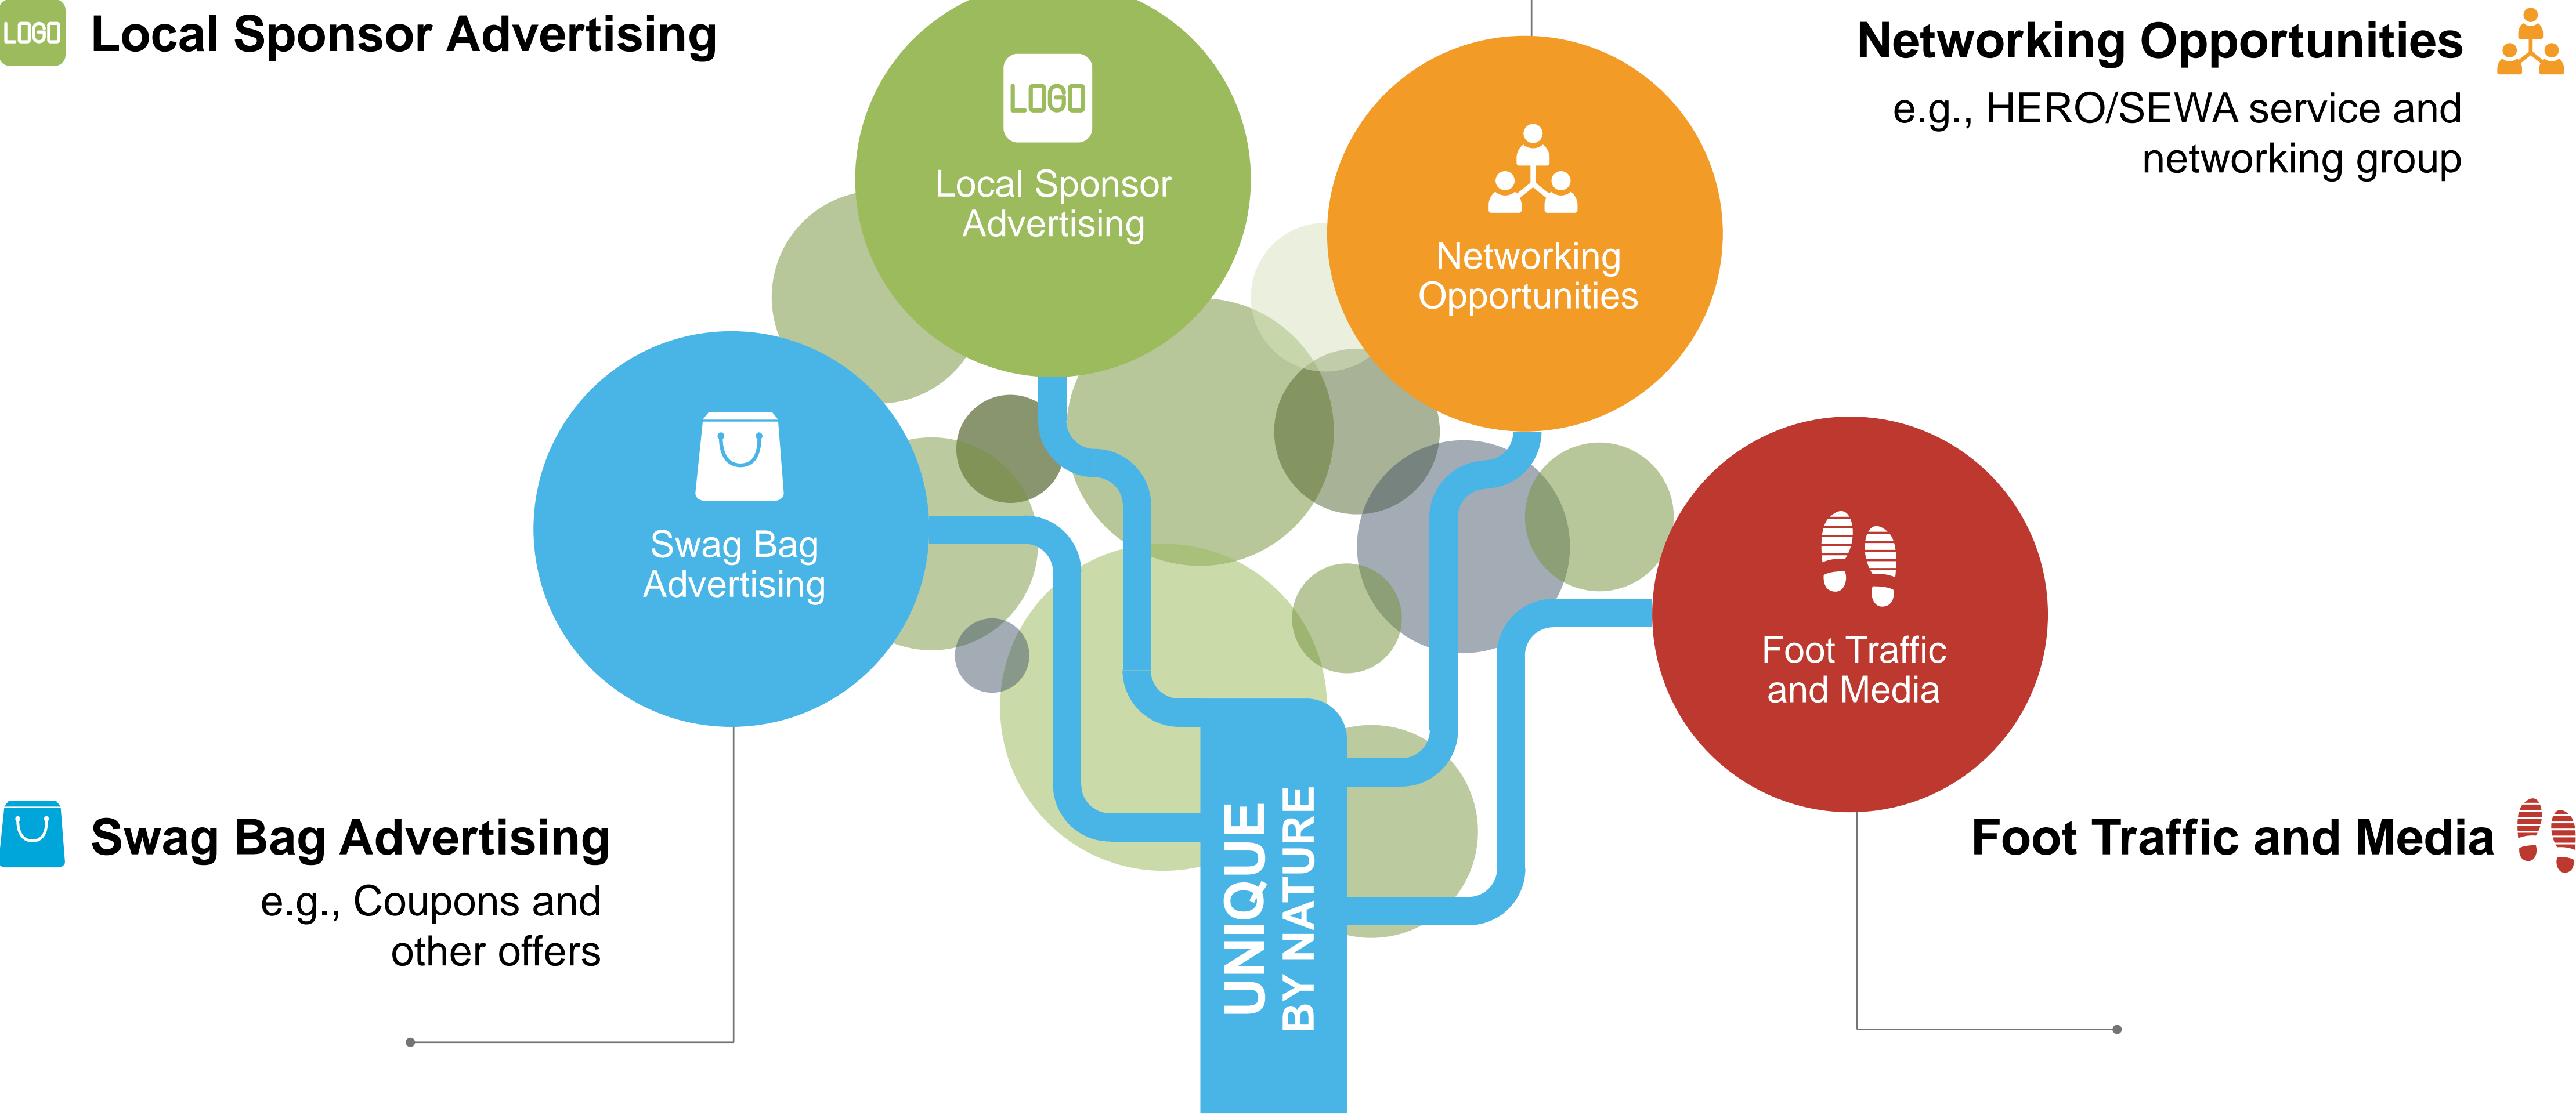 LOGO
Local Sponsor Advertising
LOGO
Local Sponsor
Advertising
Networking
Opportunities
Networking Opportunities
e.g., HERO/SEWA service and
networking group
Swag Bag
Advertising
Foot Traffic
and Media
Swag Bag Advertising
e.g., Coupons and
other offers
UNIQUE
BY NATURE
Foot Traffic and Media